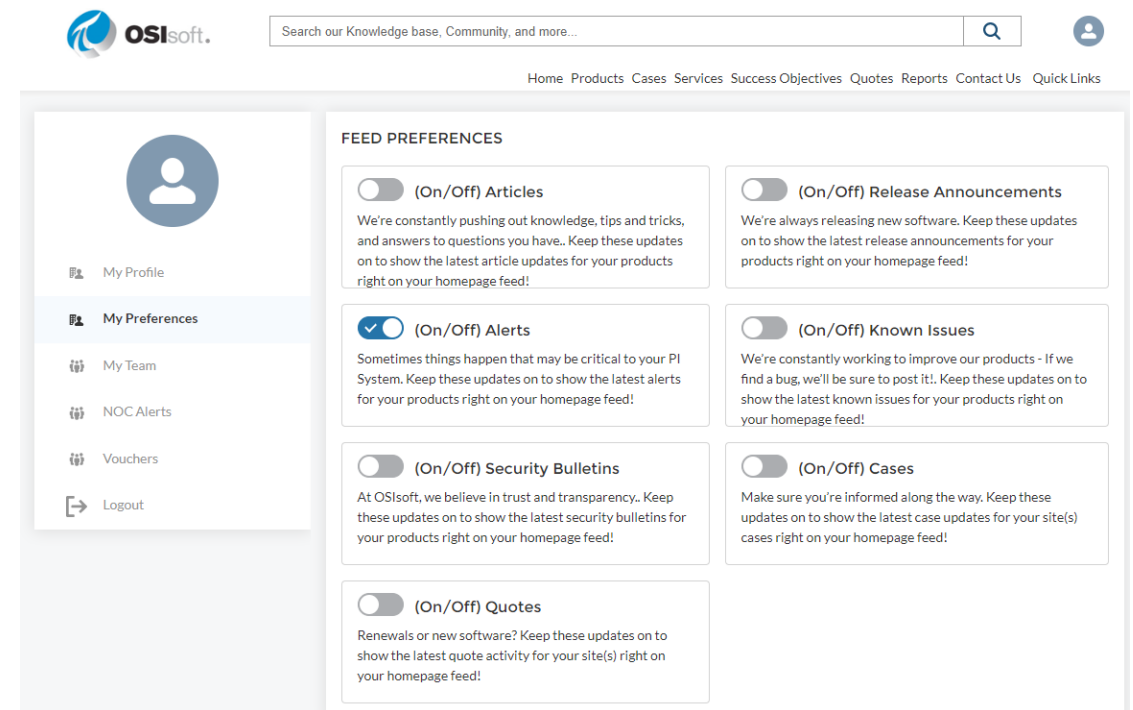 OSIsoft.
Search our Knowledge base, Community, and more...
Home Products Cases Services Success Objectives Quotes Reports Contact Us Quick Links
My Profile
My Preferences
My Team
NOC Alerts
Vouchers
Logout
FEED PREFERENCES
(On/Off) Articles
We're constantly pushing out knowledge, tips and tricks,
and answers to questions you have.. Keep these updates
on to show the latest article updates for your products
right on your homepage feed!
(On/Off) Release Announcements
We're always releasing new software. Keep these updates
on to show the latest release announcements for your
products right on your homepage feed!
(On/Off) Alerts
Sometimes things happen that may be critical to your PI
System. Keep these updates on to show the latest alerts
for your products right on your homepage feed!
(On/Off) Known Issues
We're constantly working to improve our products - If we
find a bug, we'll be sure to post it!. Keep these updates on to
show the latest known issues for your products right on
your homepage feed!
(On/Off) Security Bulletins
At OSIsoft, we believe in trust and transparency.. Keep
these updates on to show the latest security bulletins for
your products right on your homepage feed!
(On/Off) Cases
Make sure you're informed along the way. Keep these
updates on to show the latest case updates for your site(s)
cases right on your homepage feed!
(On/Off) Quotes
Renewals or new software? Keep these updates on to
show the latest quote activity for your site(s) right on
your homepage feed!